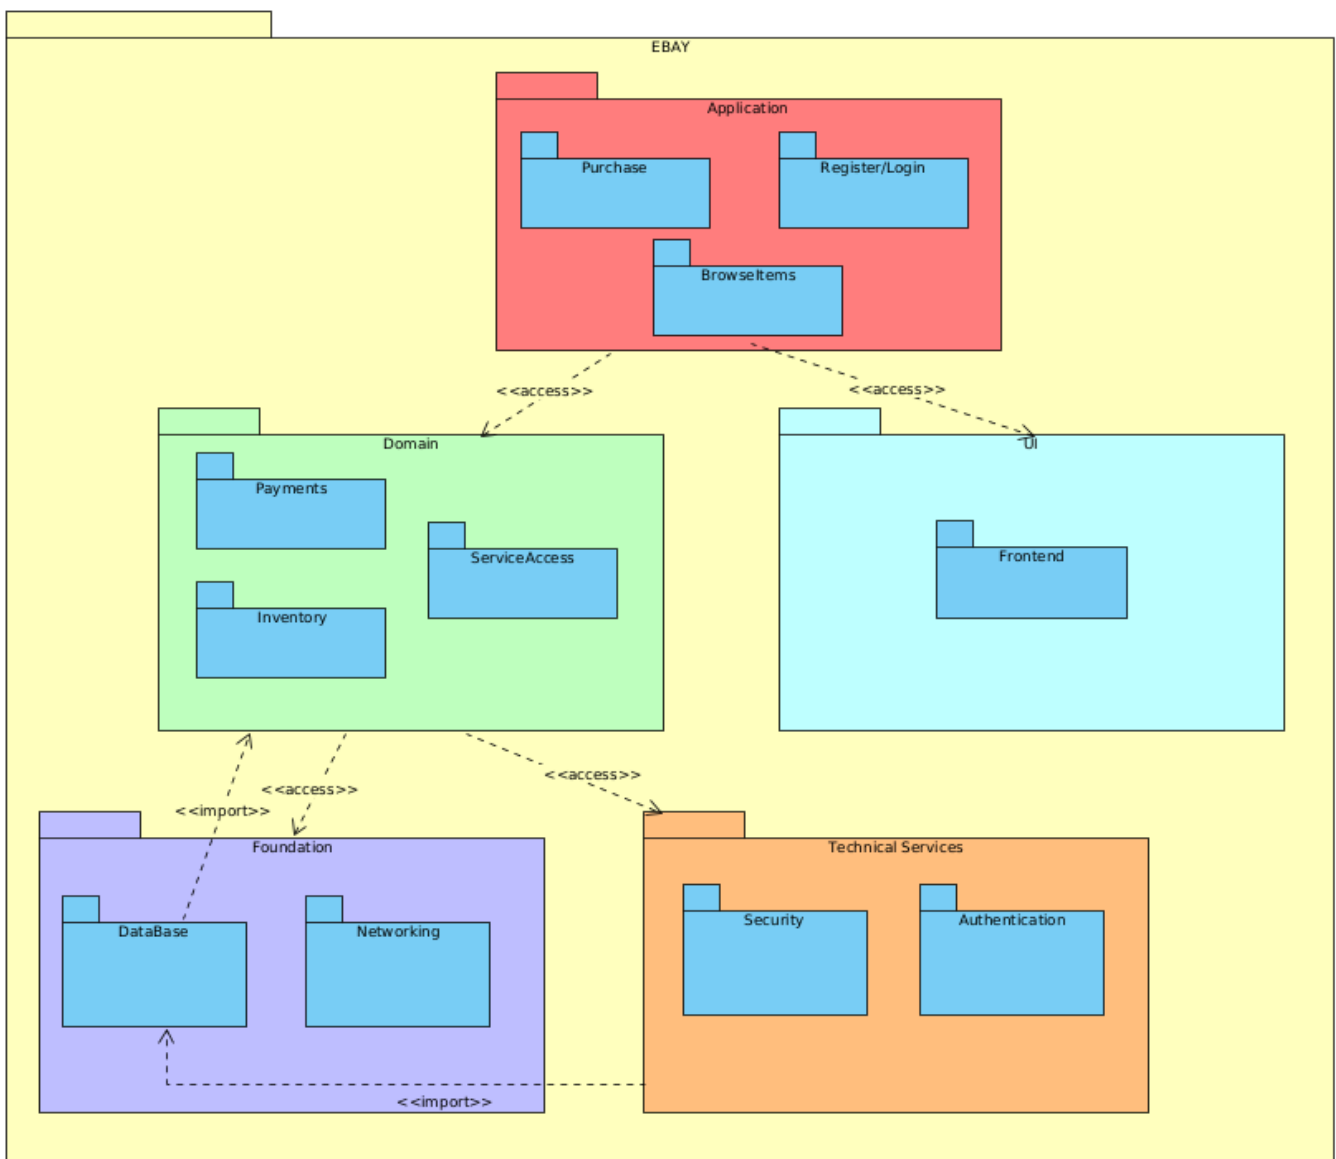 EBAY
Application
Purchase
Register/Login
BrowseItems
<<access>>
<<access>>
Domain
UI
Payments
ServiceAccess
Frontend
Inventory
<<access>>
<<access>>
<<import>>
Foundation
Technical Services
DataBase
Networking
Security
Authentication
<<import>>